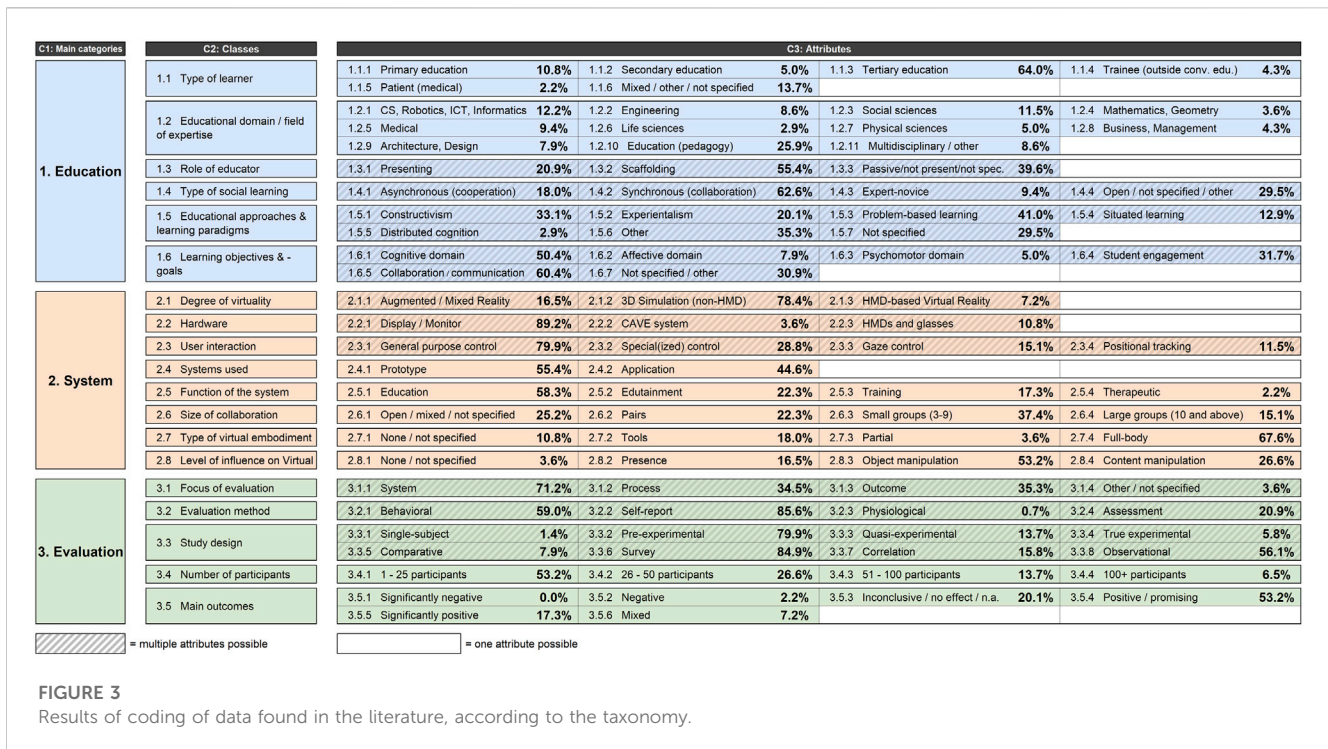 C1: Main categories C2: Classes C3: Attributes
1. Education
1.1 Type of learner
1.1.1 Primary education 10.8% 1.1.2 Secondary education 5.0% 1.1.3 Tertiary education 64.0% 1.1.4 Trainee (outside conv. edu.) 4.3%
1.1.5 Patient (medical) 2.2% 1.1.6 Mixed / other / not specified 13.7%
1.2 Educational domain / field
of expertise
1.2.1 CS, Robotics, ICT, Informatics 12.2% 1.2.2 Engineering 8.6% 1.2.3 Social sciences 11.5% 1.2.4 Mathematics, Geometry 3.6%
1.2.5 Medical 9.4% 1.2.6 Life sciences 2.9% 1.2.7 Physical sciences 5.0% 1.2.8 Business, Management 4.3%
1.2.9 Architecture, Design 7.9% 1.2.10 Education (pedagogy) 25.9% 1.2.11 Multidisciplinary / other 8.6%
1.3 Role of educator
1.3.1 Presenting 20.9% 1.3.2 Scaffolding 55.4% 1.3.3 Passive/not present/not spec. 39.6%
1.4 Type of social learning
1.4.1 Asynchronous (cooperation) 18.0% 1.4.2 Synchronous (collaboration) 62.6% 1.4.3 Expert-novice 9.4% 1.4.4 Open / not specified / other 29.5%
1.5 Educational approaches &
learning paradigms
1.5.1 Constructivism 33.1% 1.5.2 Experientalism 20.1% 1.5.3 Problem-based learning 41.0% 1.5.4 Situated learning 12.9%
1.5.5 Distributed cognition 2.9% 1.5.6 Other 35.3% 1.5.7 Not specified 29.5%
1.6 Learning objectives & -
goals
1.6.1 Cognitive domain 50.4% 1.6.2 Affective domain 7.9% 1.6.3 Psychomotor domain 5.0% 1.6.4 Student engagement 31.7%
1.6.5 Collaboration / communication 60.4% 1.6.7 Not specified / other 30.9%
2. System
2.1 Degree of virtuality
2.1.1 Augmented / Mixed Reality 16.5% 2.1.2 3D Simulation (non-HMD) 78.4% 2.1.3 HMD-based Virtual Reality 7.2%
2.2 Hardware
2.2.1 Display / Monitor 89.2% 2.2.2 CAVE system 3.6% 2.2.3 HMDs and glasses 10.8%
2.3 User interaction
2.3.1 General purpose control 79.9% 2.3.2 Special(ized) control 28.8% 2.3.3 Gaze control 15.1% 2.3.4 Positional tracking 11.5%
2.4 Systems used
2.4.1 Prototype 55.4% 2.4.2 Application 44.6%
2.5 Function of the system
2.5.1 Education 58.3% 2.5.2 Edutainment 22.3% 2.5.3 Training 17.3% 2.5.4 Therapeutic 2.2%
2.6 Size of collaboration
2.6.1 Open / mixed / not specified 25.2% 2.6.2 Pairs 22.3% 2.6.3 Small groups (3-9) 37.4% 2.6.4 Large groups (10 and above) 15.1%
2.7 Type of virtual embodiment
2.7.1 None / not specified 10.8% 2.7.2 Tools 18.0% 2.7.3 Partial 3.6% 2.7.4 Full-body 67.6%
2.8 Level of influence on Virtual
2.8.1 None / not specified 3.6% 2.8.2 Presence 16.5% 2.8.3 Object manipulation 53.2% 2.8.4 Content manipulation 26.6%
3. Evaluation
3.1 Focus of evaluation
3.1.1 System 71.2% 3.1.2 Process 34.5% 3.1.3 Outcome 35.3% 3.1.4 Other / not specified 3.6%
3.2 Evaluation method
3.2.1 Behavioral 59.0% 3.2.2 Self-report 85.6% 3.2.3 Physiological 0.7% 3.2.4 Assessment 20.9%
3.3 Study design
3.3.1 Single-subject 1.4% 3.3.2 Pre-experimental 79.9% 3.3.3 Quasi-experimental 13.7% 3.3.4 True experimental 5.8%
3.3.5 Comparative 7.9% 3.3.6 Survey 84.9% 3.3.7 Correlation 15.8% 3.3.8 Observational 56.1%
3.4 Number of participants
3.4.1 1 - 25 participants 53.2% 3.4.2 26 - 50 participants 26.6% 3.4.3 51 - 100 participants 13.7% 3.4.4 100+ participants 6.5%
3.5 Main outcomes
3.5.1 Significantly negative 0.0% 3.5.2 Negative 2.2% 3.5.3 Inconclusive / no effect / n.a. 20.1% 3.5.4 Positive / promising 53.2%
3.5.5 Significantly positive 17.3% 3.5.6 Mixed 7.2%
= multiple attributes possible = one attribute possible
FIGURE 3
Results of coding of data found in the literature, according to the taxonomy.